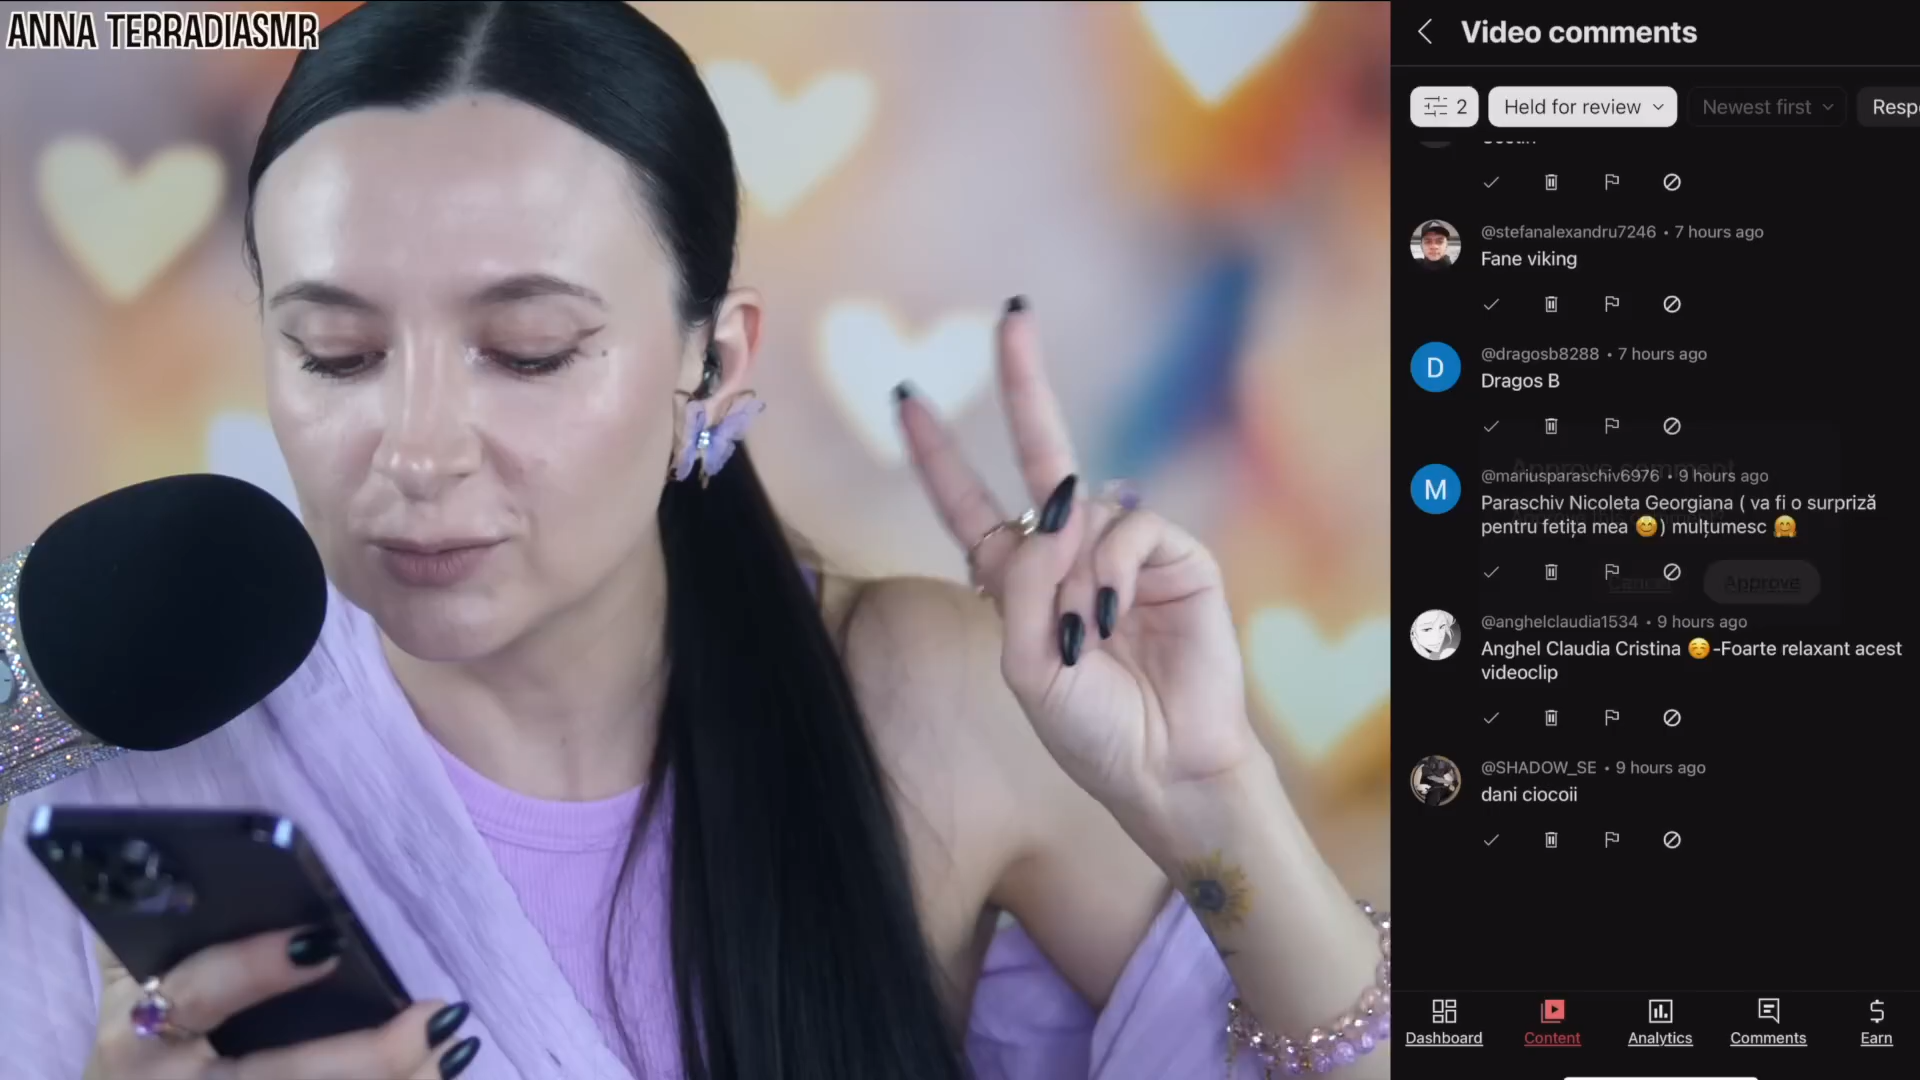 ANNA TERRADIASMR
Video comments
2
Held for review
Newest first
Resp
@stefanalexandru7246 • 7 hours ago
Fane viking
@dragosb8288 • 7 hours ago
Dragos B
@mariusparaschiv6976 • 9 hours ago
Paraschiv Nicoleta Georgiana ( va fi o surpriză
pentru fetița mea 😊) mulțumesc 🤗
Cancel
Approve
@anghelclaudia1534 • 9 hours ago
Anghel Claudia Cristina ☺️-Foarte relaxant acest
videoclip
@SHADOW_SE • 9 hours ago
dani ciocoii
Dashboard
Content
Analytics
Comments
Earn
D
M